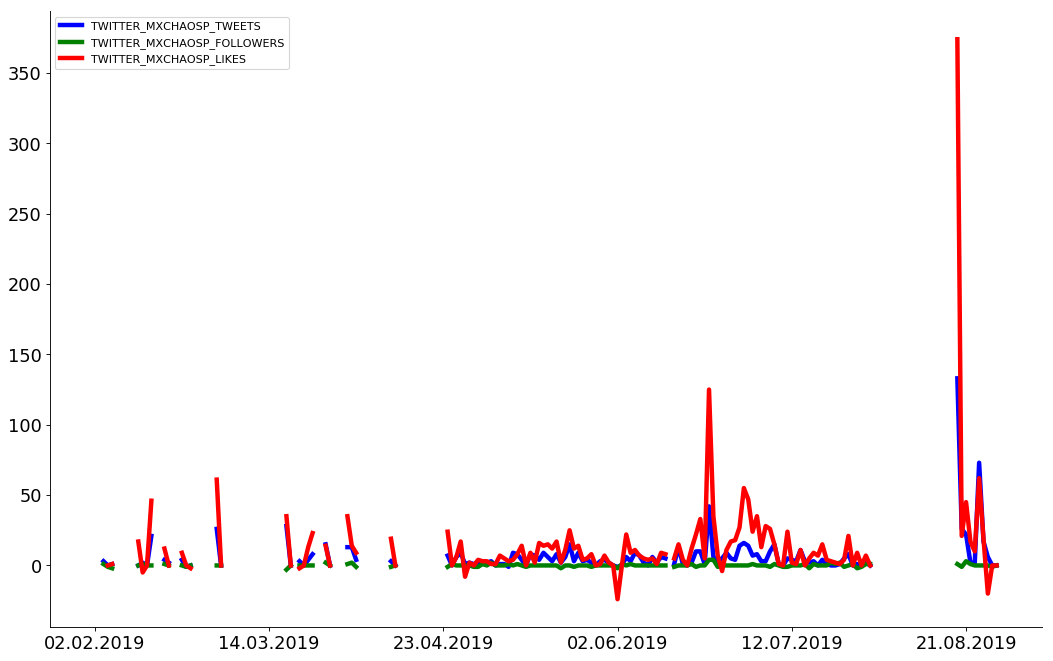 TWITTER_MXCHAOSP_TWEETS
TWITTER_MXCHAOSP_FOLLOWERS
TWITTER_MXCHAOSP_LIKES
350
300
250
200
150
100
50
0
02.02.2019 14.03.2019 23.04.2019 02.06.2019 12.07.2019 21.08.2019